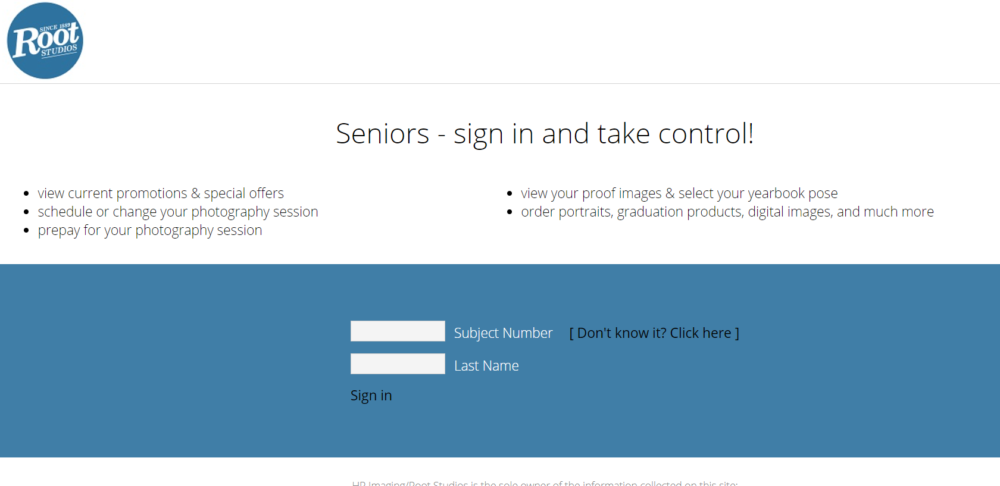 SINCE 1889
Root
STUDIOS
Seniors - sign in and take control!
• view current promotions & special offers
• schedule or change your photography session
• prepay for your photography session
• view your proof images & select your yearbook pose
• order portraits, graduation products, digital images, and much more
Subject Number [ Don't know it? Click here ]
Last Name
Sign in
HR Imaging/Root Studios is the sole owner of the information collected on this site;